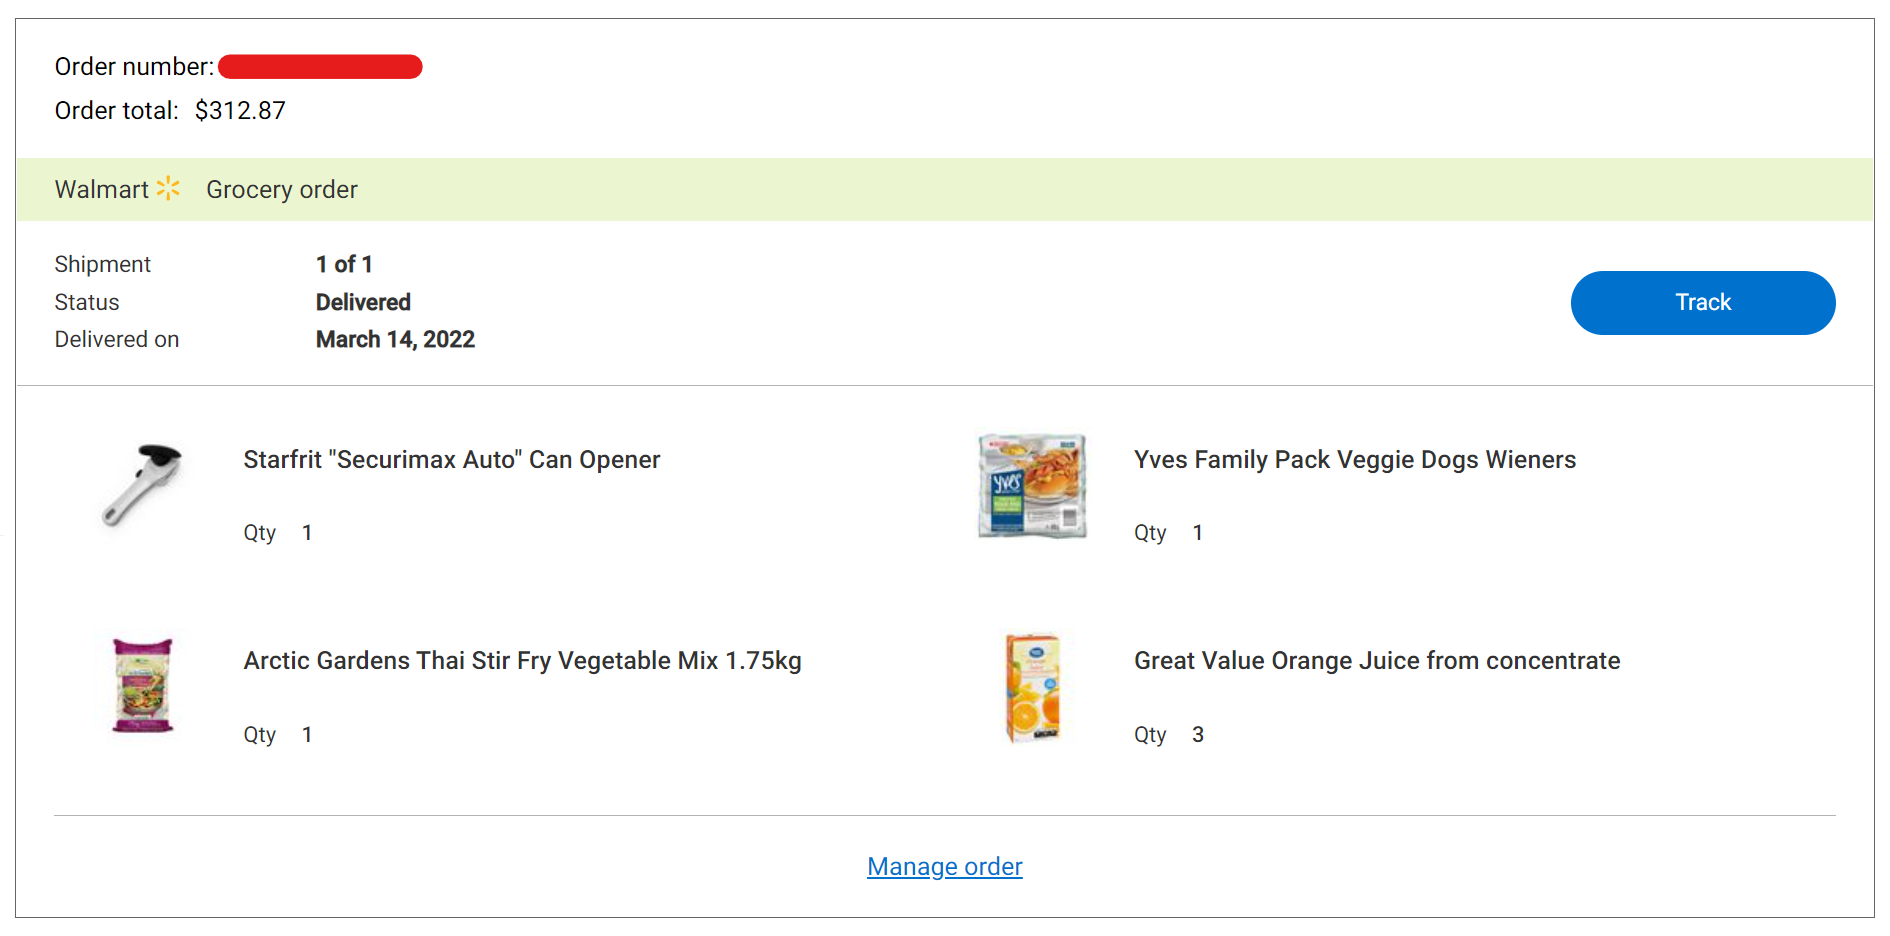 Order number:
Order total: $312.87
Walmart Grocery order
Shipment 1 of 1
Status Delivered
Delivered on March 14, 2022
Track
Starfrit "Securimax Auto" Can Opener
Qty 1
Yves Family Pack Veggie Dogs Wieners
Qty 1
yves
Arctic Gardens Thai Stir Fry Vegetable Mix 1.75kg
Qty 1
Great Value Orange Juice from concentrate
Qty 3
Manage order